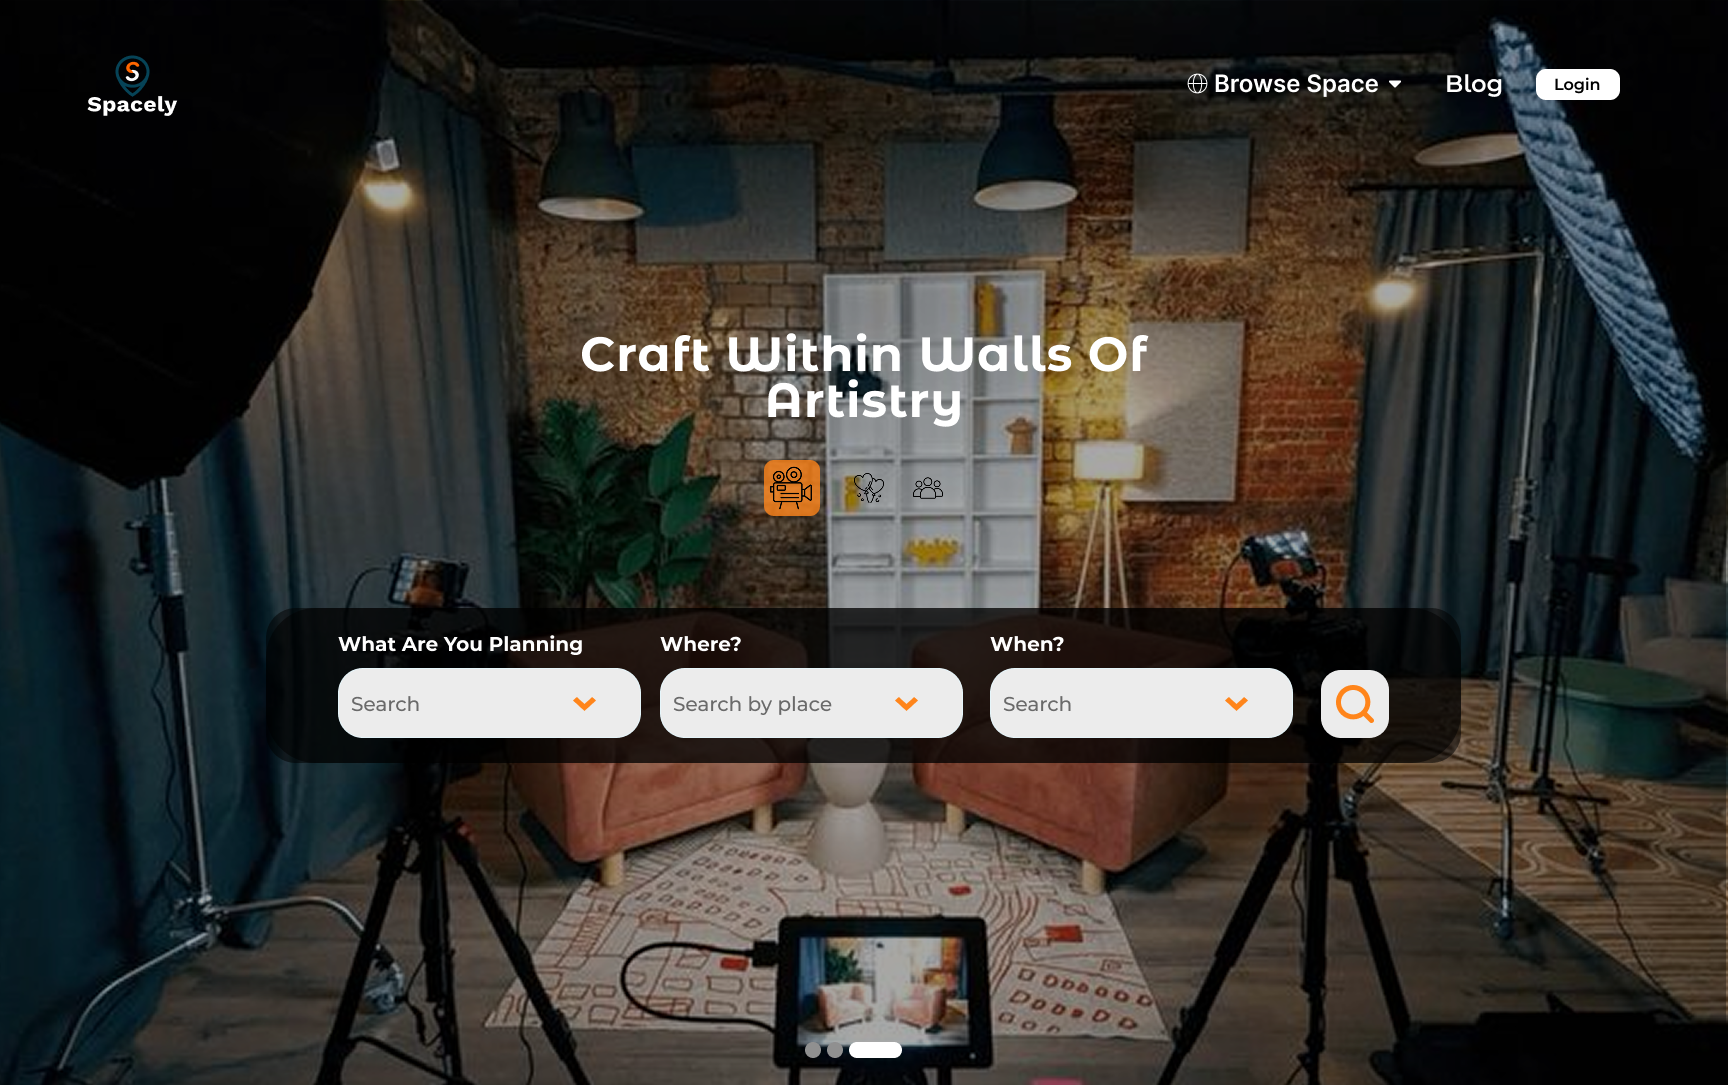 S
Spacely
Browse Space
Blog
Login
Craft Within Walls Of
Artistry
What Are You Planning
Where?
When?
Search
Search by place
Search